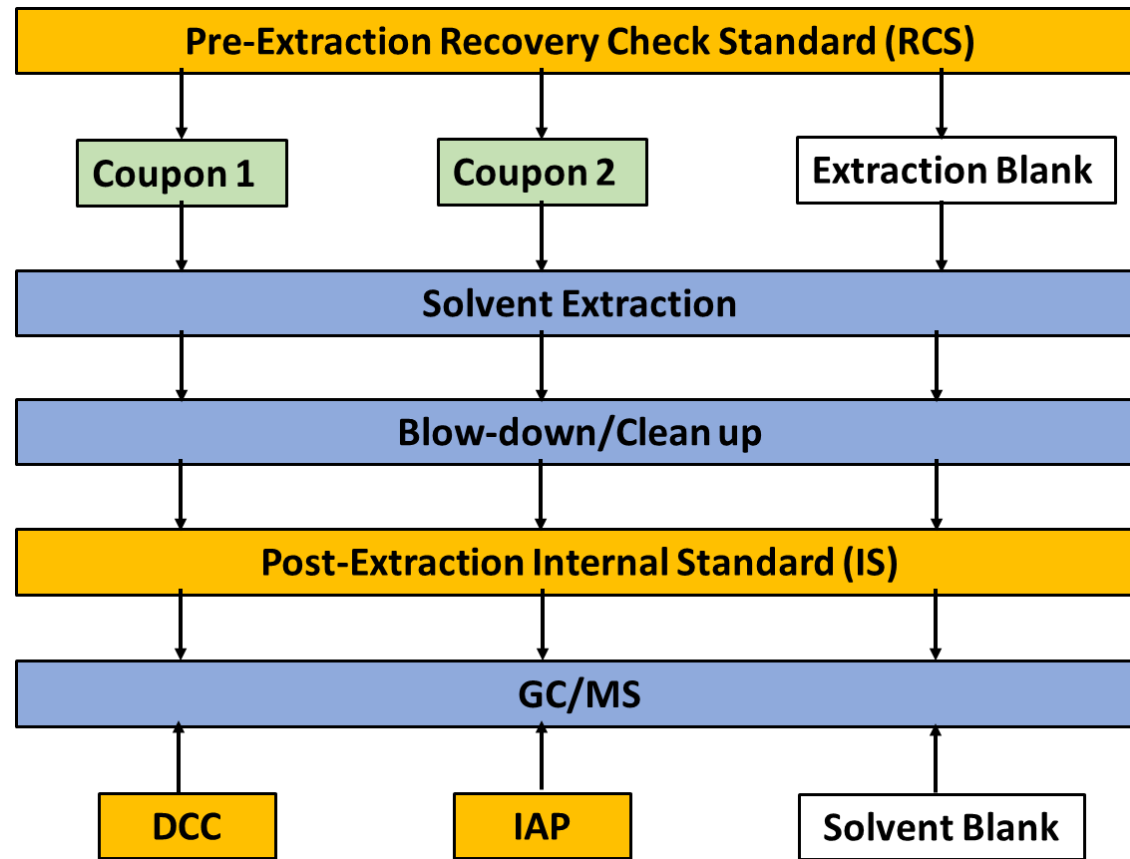 Pre-Extraction Recovery Check Standard (RCS)
Coupon 1
Coupon 2
Extraction Blank
Solvent Extraction
Blow-down/Clean up
Post-Extraction Internal Standard (IS)
GC/MS
DCC
IAP
Solvent Blank